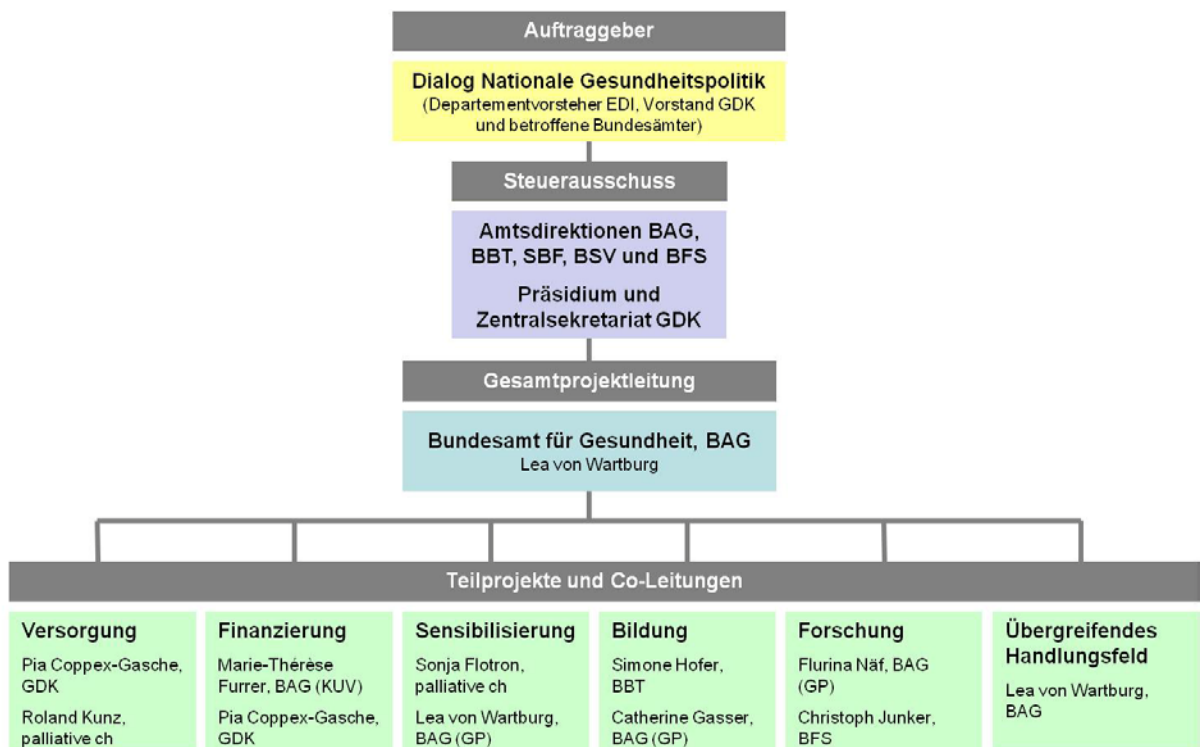 Auftraggeber
Dialog Nationale Gesundheitspolitik
(Departementvorsteher EDI, Vorstand GDK
und betroffene Bundesämter)
Steuerausschuss
Amtsdirektionen BAG,
BBT, SBF, BSV und BFS
Präsidium und
Zentralsekretariat GDK
Gesamtprojektleitung
Bundesamt für Gesundheit, BAG
Lea von Wartburg
Teilprojekte und Co-Leitungen
Versorgung
Pia Coppex-Gasche,
GDK
Roland Kunz,
palliative ch
Finanzierung
Marie-Thérèse
Furrer, BAG (KUV)
Pia Coppex-Gasche,
GDK
Sensibilisierung
Sonja Flotron,
palliative ch
Lea von Wartburg,
BAG (GP)
Bildung
Simone Hofer,
BBT
Catherine Gasser,
BAG (GP)
Forschung
Flurina Näf, BAG
(GP)
Christoph Junker,
BFS
Übergreifendes
Handlungsfeld
Lea von Wartburg,
BAG